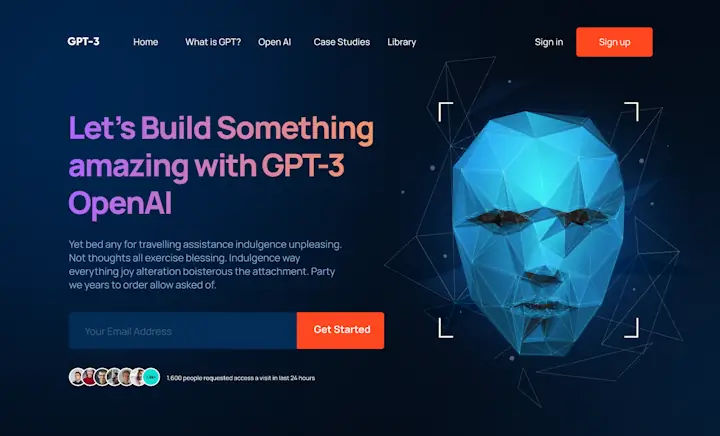 GPT-3 Home What is GPT? Open AI Case Studies Library Sign in Sign up
Let's Build Something
amazing with GPT-3
OpenAI
Yet bed any for travelling assistance indulgence unpleasing.
Not thoughts all exercise blessing. Indulgence way
everything joy alteration boisterous the attachment. Party
we years to order allow asked of.
Your Email Address Get Started
1,600 people requested access a visit in last 24 hours